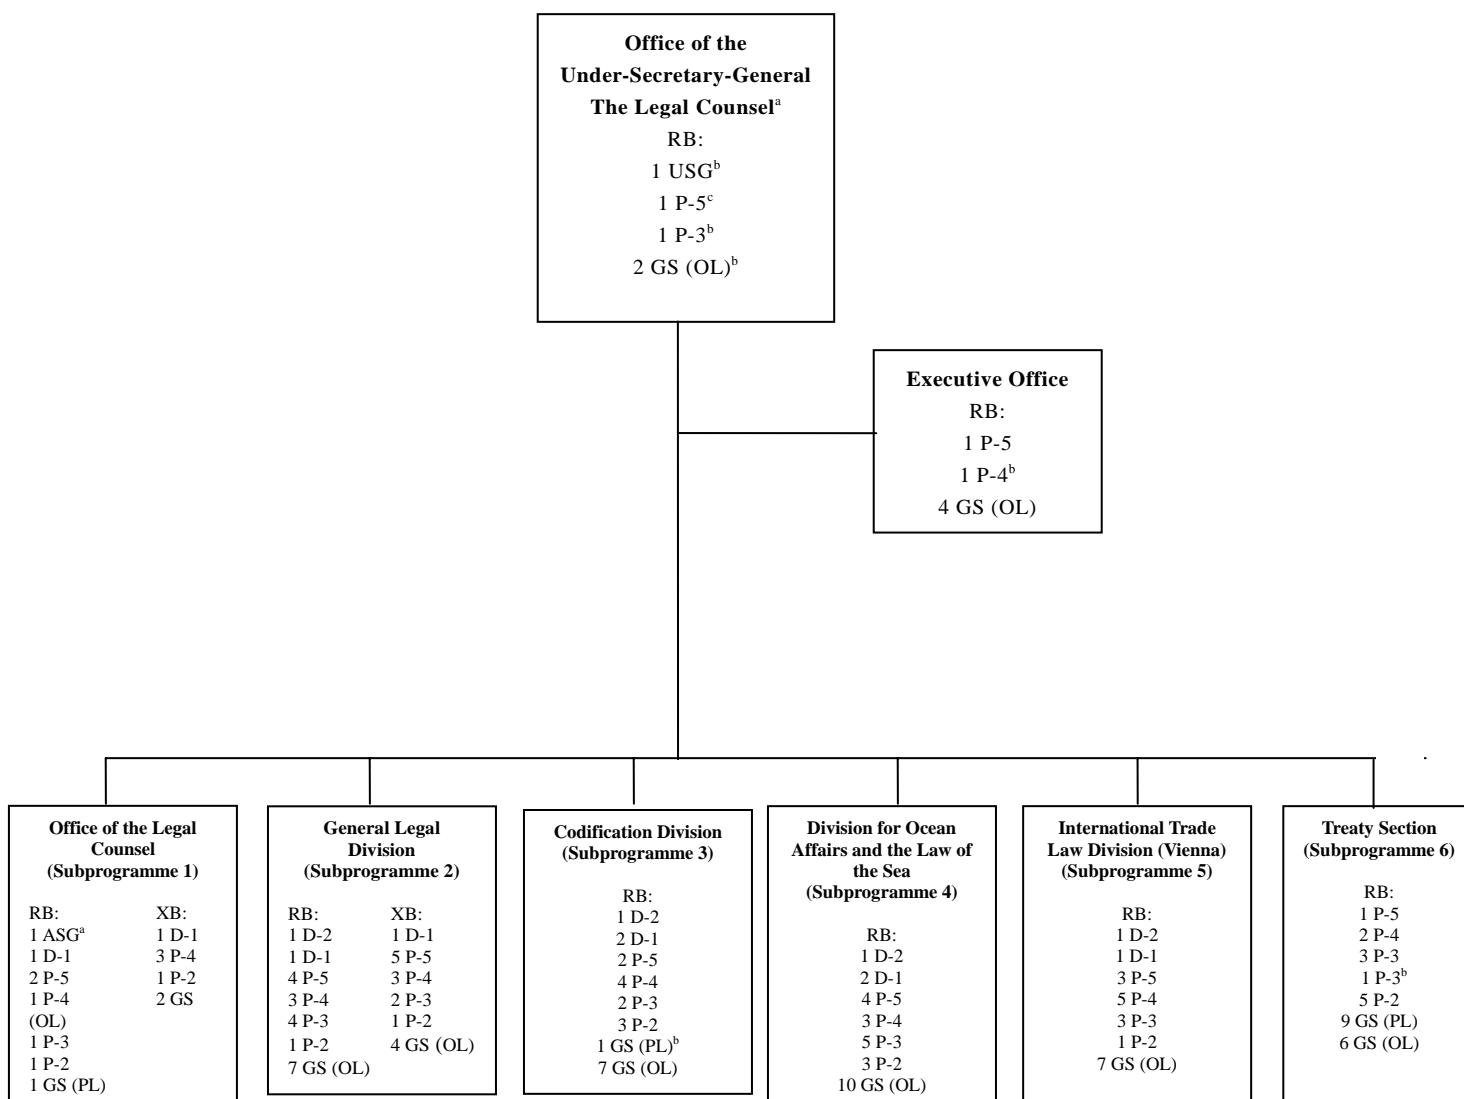 Office of the
Under-Secretary-General
The Legal Counselᵃ
RB:
1 USGᵇ
1 P-5ᶜ
1 P-3ᵇ
2 GS (OL)ᵇ
Executive Office
RB:
1 P-5
1 P-4ᵇ
4 GS (OL)
Office of the Legal
Counsel
(Subprogramme 1)
RB:
1 ASGᵃ
1 D-1
2 P-5
1 P-4
(OL)
1 P-3
1 P-2
1 GS (PL)
XB:
1 D-1
3 P-4
1 P-2
2 GS
General Legal
Division
(Subprogramme 2)
RB:
1 D-2
1 D-1
4 P-5
3 P-4
4 P-3
1 P-2
7 GS (OL)
XB:
1 D-1
5 P-5
3 P-4
2 P-3
1 P-2
4 GS (OL)
Codification Division
(Subprogramme 3)
RB:
1 D-2
2 D-1
2 P-5
4 P-4
2 P-3
3 P-2
1 GS (PL)ᵇ
7 GS (OL)
Division for Ocean
Affairs and the Law of
the Sea
(Subprogramme 4)
RB:
1 D-2
2 D-1
4 P-5
3 P-4
5 P-3
3 P-2
10 GS (OL)
International Trade
Law Division (Vienna)
(Subprogramme 5)
RB:
1 D-2
1 D-1
3 P-5
5 P-4
3 P-3
1 P-2
7 GS (OL)
Treaty Section
(Subprogramme 6)
RB:
1 P-5
2 P-4
3 P-3
1 P-3ᵇ
5 P-2
9 GS (PL)
6 GS (OL)